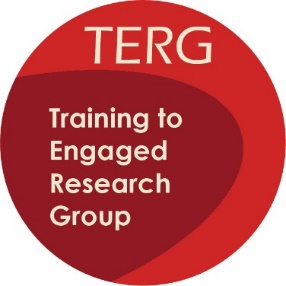 TERG
Training to
Engaged
Research
Group